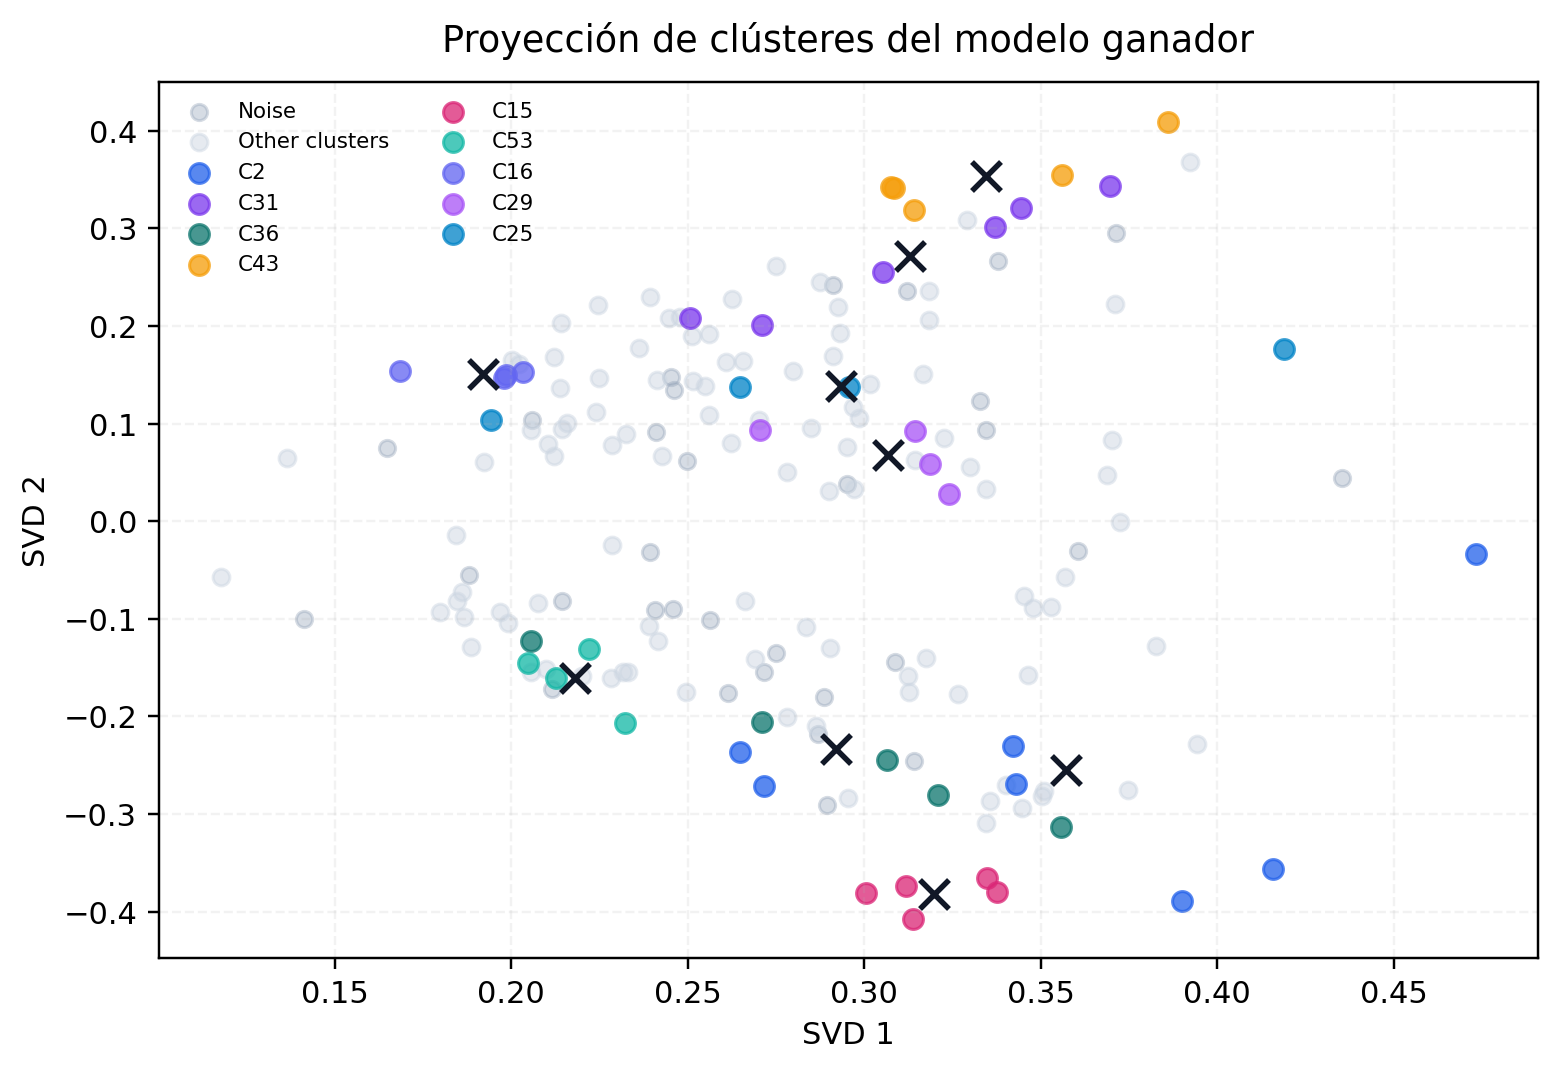 Proyección de clústeres del modelo ganador
Noise
Other clusters
C2
C31
C36
C43
C15
C53
C16
C29
C25
0.4
0.3
0.2
0.1
0.0
−0.1
−0.2
−0.3
−0.4
SVD 2
0.15
0.20
0.25
0.30
0.35
0.40
0.45
SVD 1